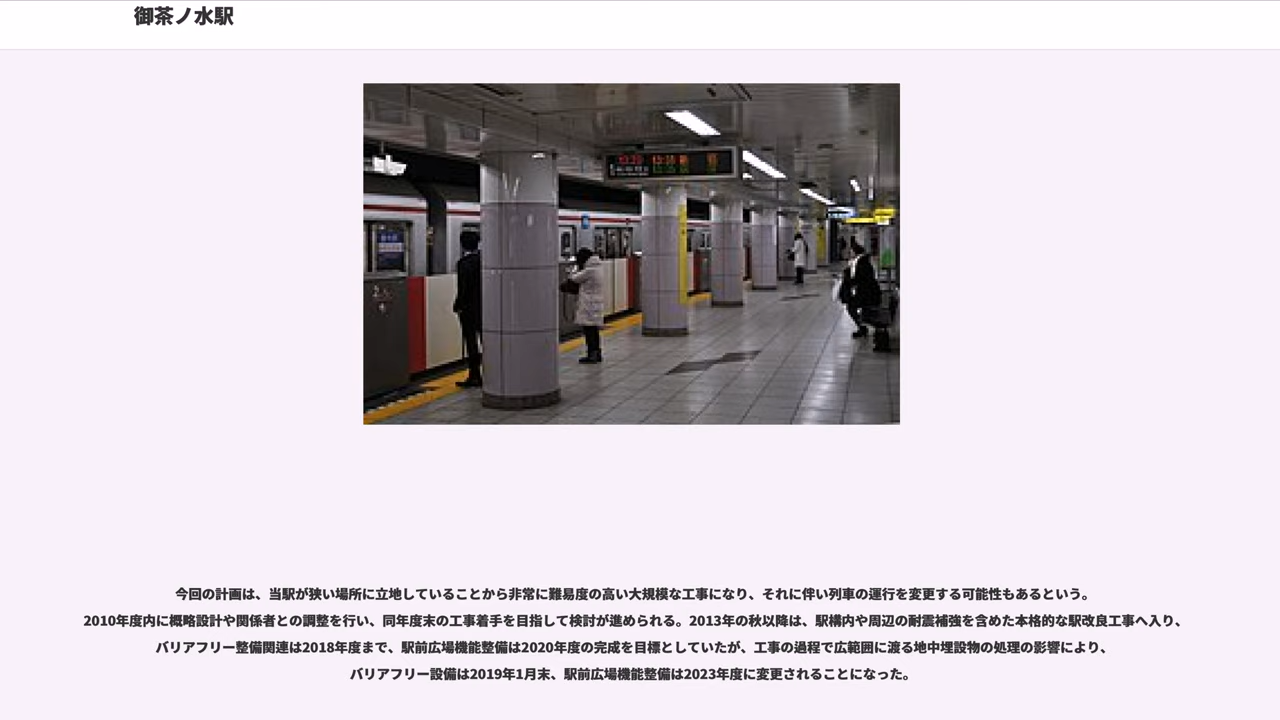 御茶ノ水駅
今回の計画は、当駅が狭い場所に立地していることから非常に難易度の高い大規模な工事になり、それに伴い列車の運行を変更する可能性もあるという。
2010年度内に概略設計や関係者との調整を行い、同年度末の工事着手を目指して検討が進められる。2013年の秋以降は、駅構内や周辺の耐震補強を含めた本格的な駅改良工事へ入り、
バリアフリー整備関連は2018年度まで、駅前広場機能整備は2020年度の完成を目標としていたが、工事の過程で広範囲に渡る地中埋設物の処理の影響により、
バリアフリー設備は2019年1月末、駅前広場機能整備は2023年度に変更されることになった。